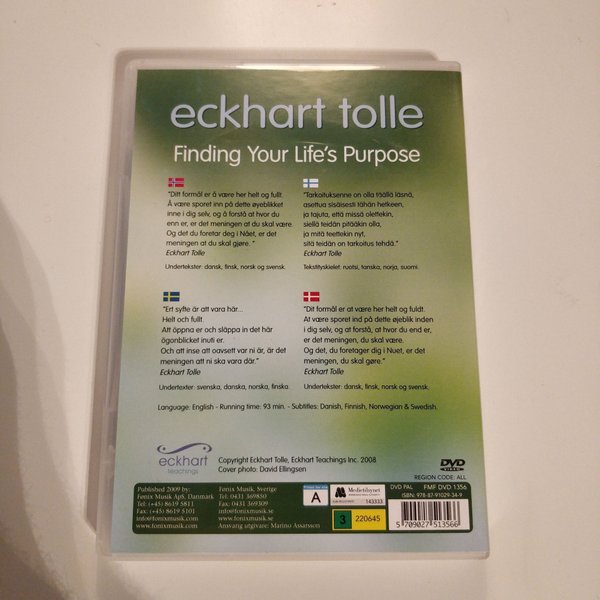 eckhart tolle
Finding Your Life's Purpose
"Ditt formål er å være her helt og fullt.
Å være sporet inn på dette øyeblikket
inne i dig selv, og å forstå at hvor du
enn er, er det meningen at du skal være.
Og det du foretar deg i Nået, er det
meningen at du skal gjøre. "
Eckhart Tolle
Undertekster: dansk, finsk, norsk og svensk.
"Tarkoituksenne on olla täällä läsnä,
asettua sisäisesti tähän hetkeen,
ja tajuta, että missä olettekin,
siellä teidän pitääkin olla,
ja mitä teettekin nyt,
sitä teidän on tarkoitus tehdä."
Eckhart Tolle
Tekstityskielet: ruotsi, tanska, norja, suomi.
"Ert syfte är att vara här...
Helt och fullt.
Att öppna er och släppa in det här
ögonblicket inuti er.
Och att inse att oavsett var ni är, är det
meningen att ni ska vara där."
Eckhart Tolle
Undertexter: svenska, danska, norska, finska.
"Dit formål er at være her helt og fuldt.
At være sporet ind på dette øjeblik inden
i dig selv, og at forstå, at hvor du end er,
er det meningen, du skal være.
Og det, du foretager dig i Nuet, er det
meningen, at du skal gøre."
Eckhart Tolle
Undertekster: dansk, finsk, norsk og svensk.
Language: English - Running time: 93 min. - Subtitles: Danish, Finnish, Norwegian & Swedish.
eckhart
teachings
Copyright Eckhart Tolle, Eckhart Teachings Inc. 2008
Cover photo: David Ellingsen
DVD
VIDEO
REGION CODE: ALL
Published 2009 by:
Fønix Musik ApS, Danmark
Tel: (+45) 8619 5811
Fax: (+45) 8619 5101
info@fonixmusik.com
www.fonixmusik.com
Fønix Musik, Sverige
Tel: 0431 369850
Fax: 0431 369309
info@fonixmusik.se
www.fonixmusik.se
Ansvarig utgivare: Marino Assarsson
A
Medietilsynet
143333
3 220645
DVD PAL FMF DVD 1356
ISBN: 978-87-91029-34-9
5 709027 513566